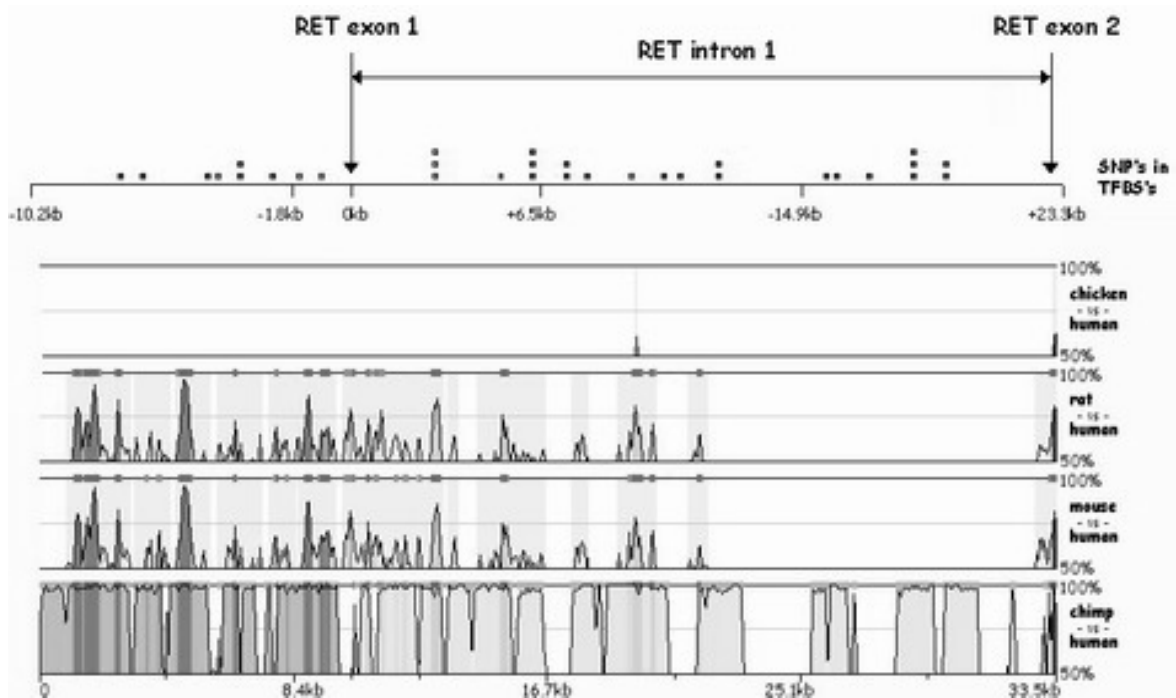 RET exon 1
RET exon 2
RET intron 1
SNP's in
TFBS's
-10.2kb
-1.8kb
0kb
+6.5kb
-14.9kb
+23.3kb
100%
chicken
- vs -
human
50%
100%
rat
- vs -
human
50%
100%
mouse
- vs -
human
50%
100%
chimp
- vs -
human
50%
0
8.4kb
16.7kb
25.1kb
33.5kb